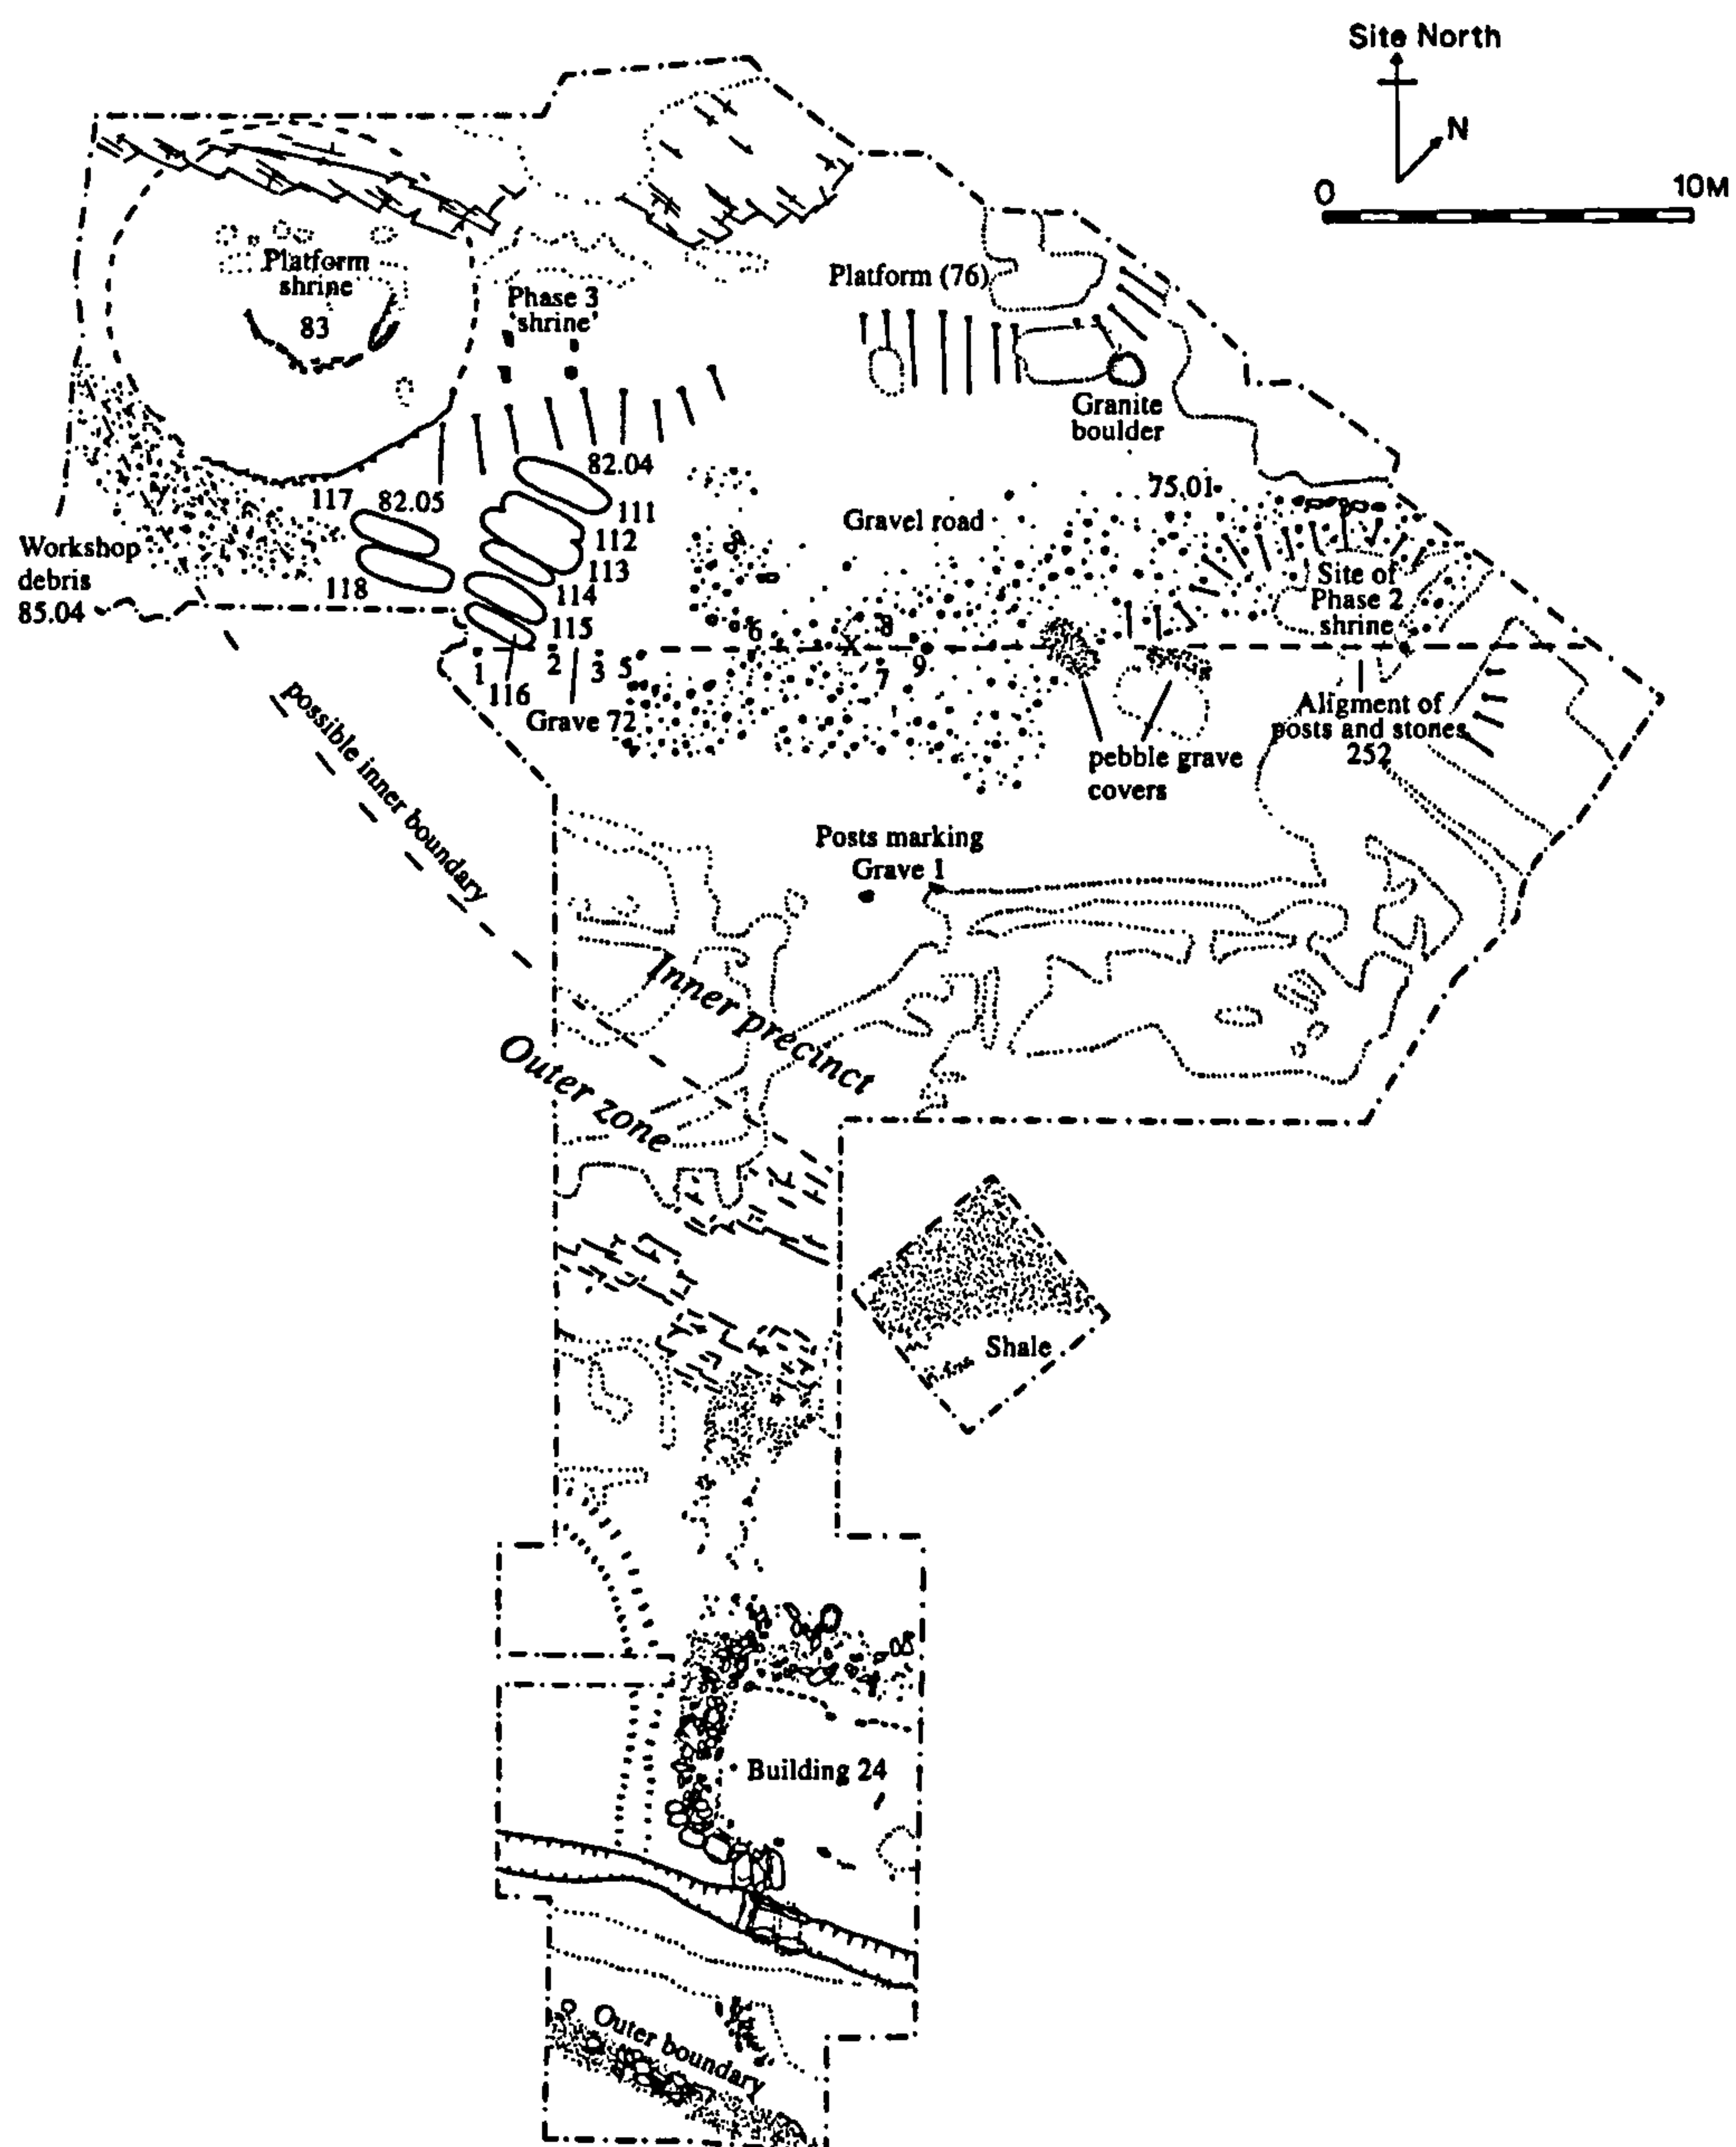 Site North
N
0
10M
Platform
shrine
83
Phase 3
'shrine'
Platform (76)
Granite
boulder
82.04
117
82.05
111
112
113
114
115
118
Workshop
debris
85.04
Gravel road
75.01
Site of
Phase 2
shrine
1
116
2
3
5
6
X
8
7
9
Grave 72
Aligment of
posts and stones
252
pebble grave
covers
possible inner boundary
Posts marking
Grave 1
Inner precinct
Outer zone
Shale
Building 24
Outer boundary